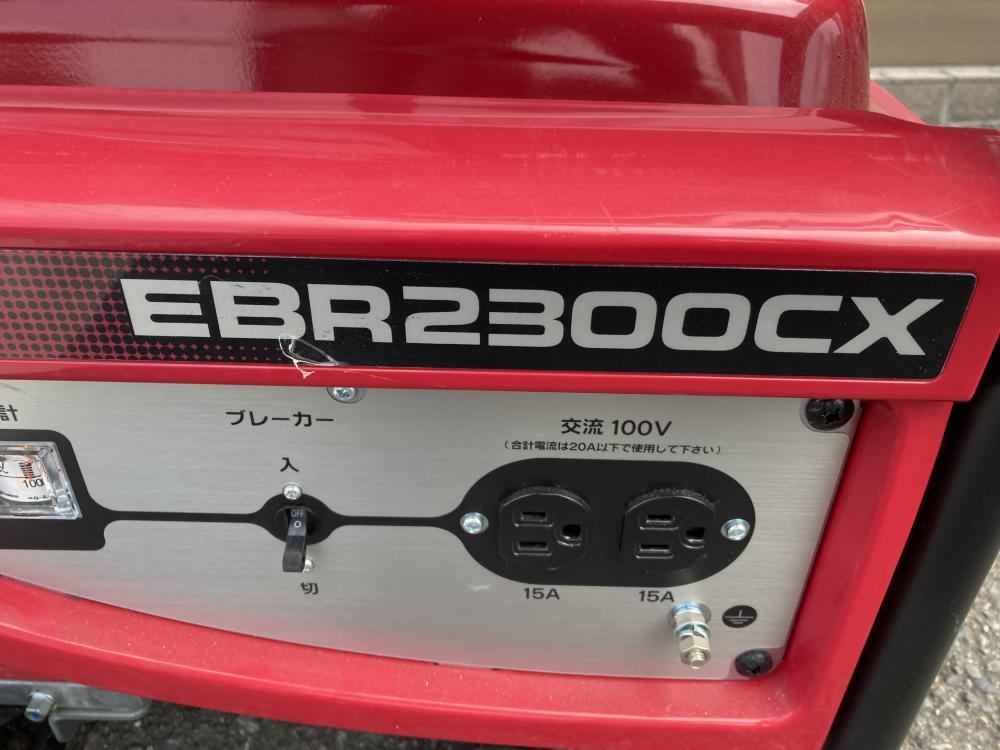 EBR2300CX
計
ブレーカー
交流 100V
(合計電流は20A以下で使用して下さい)
入
100
OFF
O
切
15A
15A